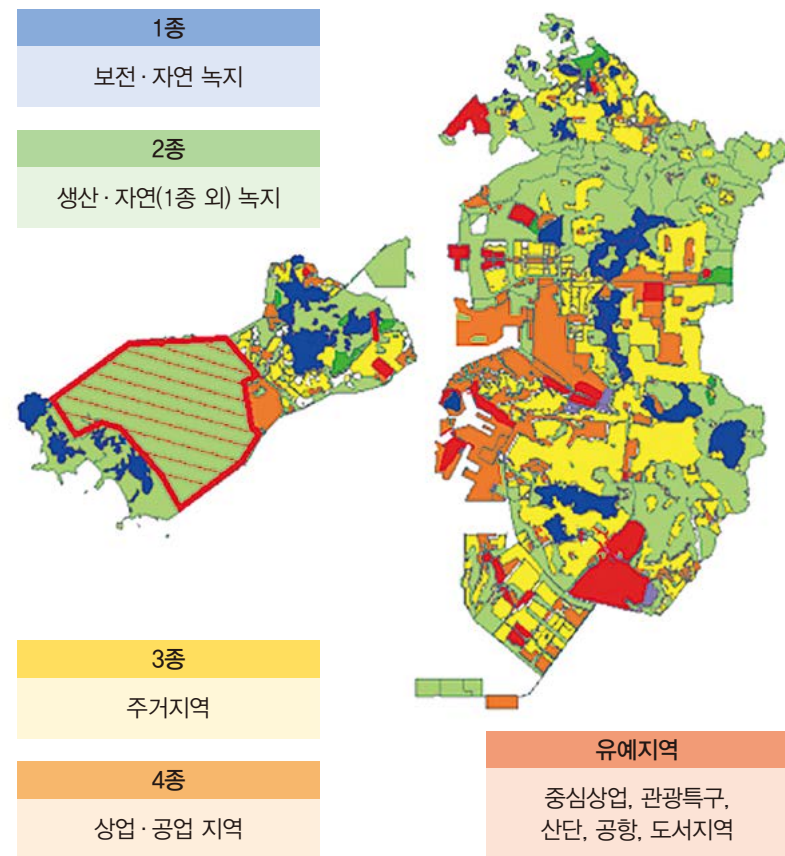 1종
보전 · 자연 녹지
2종
생산 · 자연(1종 외) 녹지
3종
주거지역
4종
상업 · 공업 지역
유예지역
중심상업, 관광특구,
산단, 공항, 도서지역